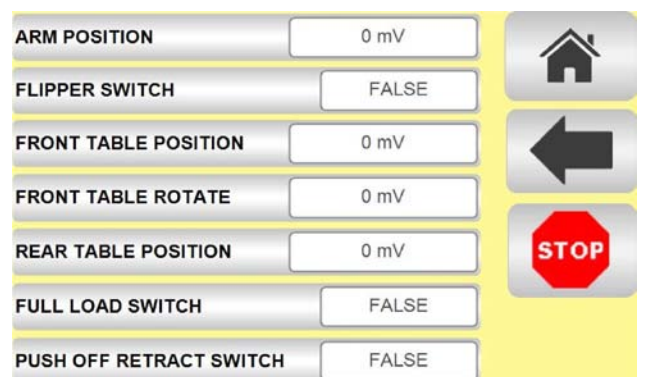 ARM POSITION 0 mV
FLIPPER SWITCH FALSE
FRONT TABLE POSITION 0 mV
FRONT TABLE ROTATE 0 mV
REAR TABLE POSITION 0 mV
STOP
FULL LOAD SWITCH FALSE
PUSH OFF RETRACT SWITCH FALSE